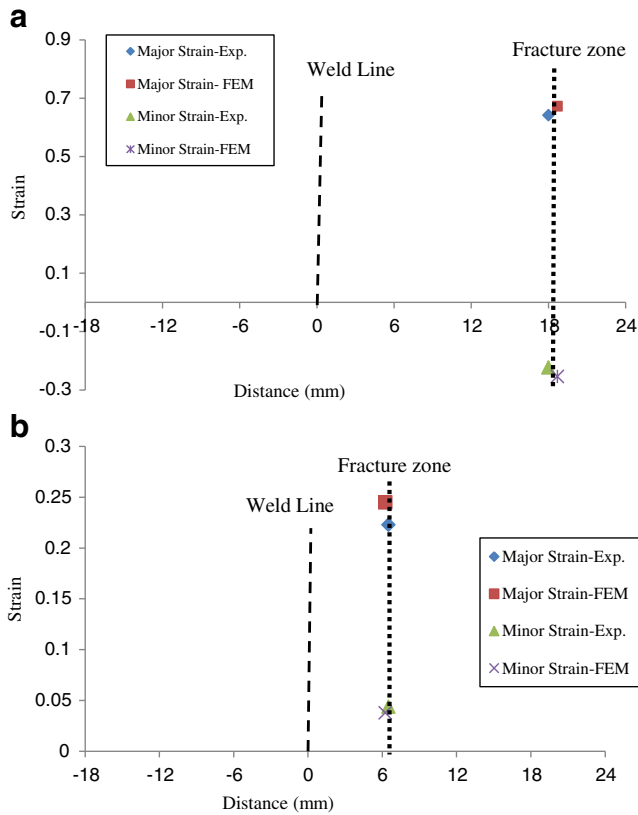 a
0.9
0.7
0.5
0.3
0.1
-0.1
-0.3
Strain
Major Strain-Exp.
Major Strain- FEM
Minor Strain-Exp.
Minor Strain-FEM
Weld Line
Fracture zone
-18 -12 -6 0 6 12 18 24
Distance (mm)
b
0.3
0.25
0.2
0.15
0.1
0.05
0
Strain
Fracture zone
Weld Line
Major Strain-Exp.
Major Strain-FEM
Minor Strain-Exp.
Minor Strain-FEM
-18 -12 -6 0 6 12 18 24
Distance (mm)